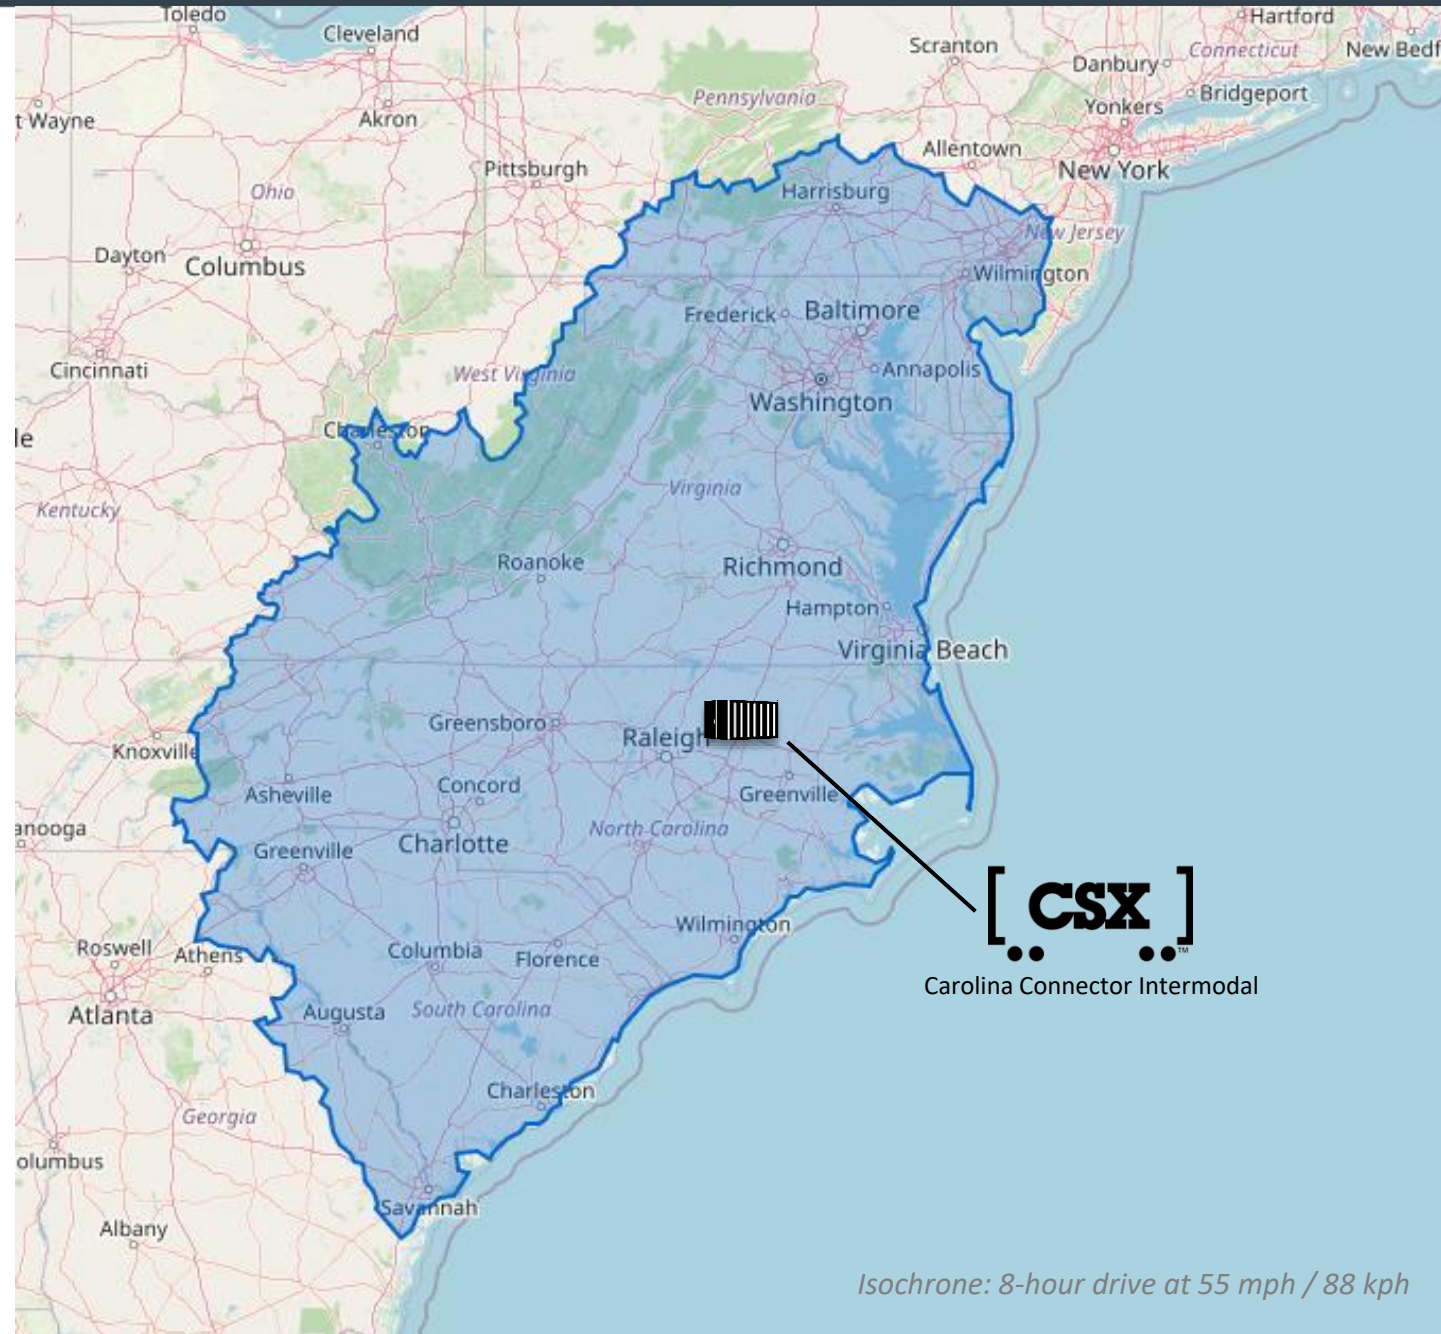 Toledo
Cleveland
Hartford
Scranton
Connecticut
New Bedf
Danbury
Pennsylvania
Bridgeport
Yonkers
t Wayne
Akron
Allentown
Pittsburgh
New York
Ohio
Harrisburg
New Jersey
Dayton
Columbus
Wilmington
Frederick
Baltimore
Cincinnati
West Virginia
Annapolis
Washington
Charleston
le
Virginia
Kentucky
Roanoke
Richmond
Hampton
Virginia Beach
Greensboro
Raleigh
Knoxville
Asheville
Concord
Greenville
anooga
North Carolina
Charlotte
Greenville
Wilmington
Roswell
Athens
Columbia
Florence
[ CSX ]
™
Carolina Connector Intermodal
Atlanta
Augusta
South Carolina
Charleston
Georgia
olumbus
Savannah
Albany
Isochrone: 8-hour drive at 55 mph / 88 kph